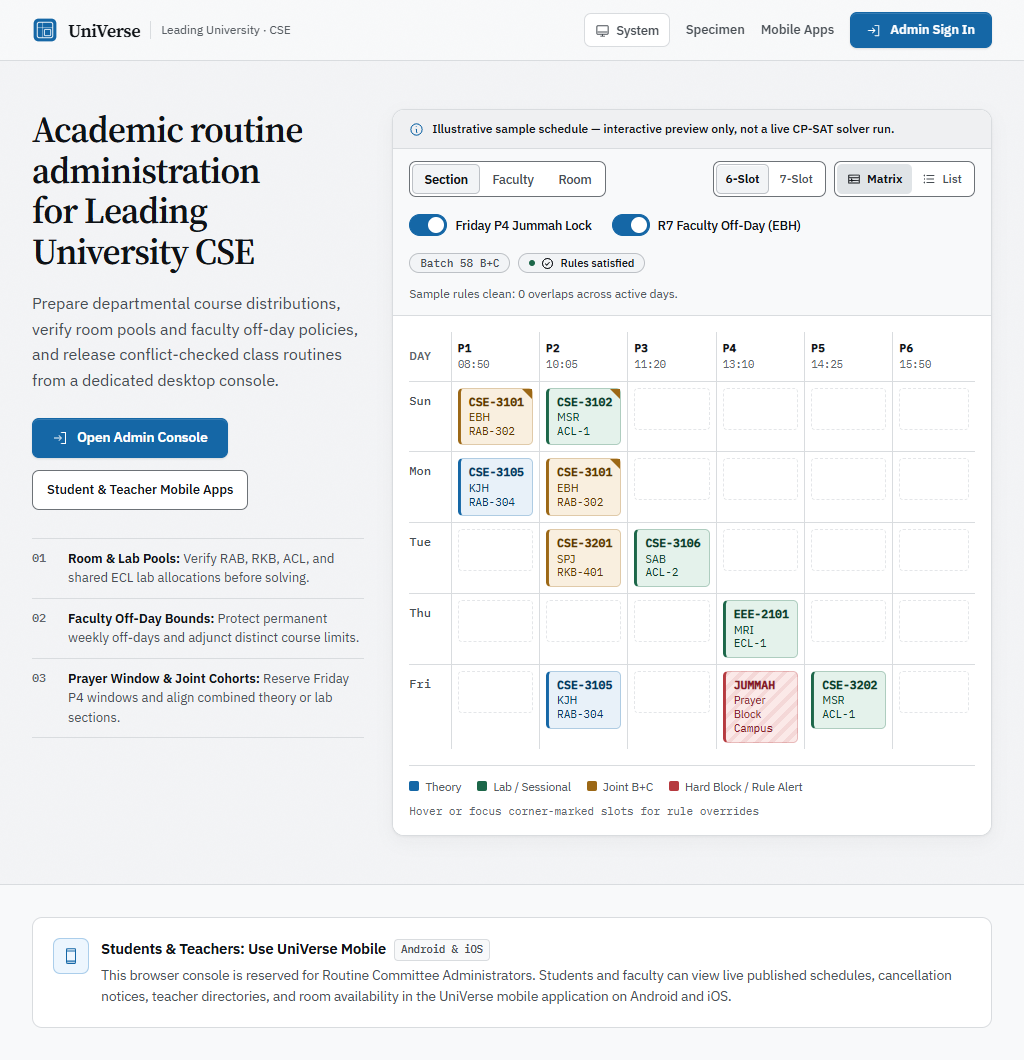 UniVerse
Leading University · CSE
System
Specimen
Mobile Apps
Admin Sign In
Academic routine
administration
for Leading
University CSE
Prepare departmental course distributions,
verify room pools and faculty off-day policies,
and release conflict-checked class routines
from a dedicated desktop console.
Open Admin Console
Student & Teacher Mobile Apps
01 Room & Lab Pools: Verify RAB, RKB, ACL, and
shared ECL lab allocations before solving.
02 Faculty Off-Day Bounds: Protect permanent
weekly off-days and adjunct distinct course limits.
03 Prayer Window & Joint Cohorts: Reserve Friday
P4 windows and align combined theory or lab
sections.
Illustrative sample schedule — interactive preview only, not a live CP-SAT solver run.
Section Faculty Room
6-Slot 7-Slot
Matrix List
Friday P4 Jummah Lock
R7 Faculty Off-Day (EBH)
Batch 58 B+C
Rules satisfied
Sample rules clean: 0 overlaps across active days.
DAY
P1
08:50
P2
10:05
P3
11:20
P4
13:10
P5
14:25
P6
15:50
Sun
CSE-3101
EBH
RAB-302
CSE-3102
MSR
ACL-1
Mon
CSE-3105
KJH
RAB-304
CSE-3101
EBH
RAB-302
Tue
CSE-3201
SPJ
RKB-401
CSE-3106
SAB
ACL-2
Thu
EEE-2101
MRI
ECL-1
Fri
CSE-3105
KJH
RAB-304
JUMMAH
Prayer
Block
Campus
CSE-3202
MSR
ACL-1
Theory
Lab / Sessional
Joint B+C
Hard Block / Rule Alert
Hover or focus corner-marked slots for rule overrides
Students & Teachers: Use UniVerse Mobile
Android & iOS
This browser console is reserved for Routine Committee Administrators. Students and faculty can view live published schedules, cancellation
notices, teacher directories, and room availability in the UniVerse mobile application on Android and iOS.